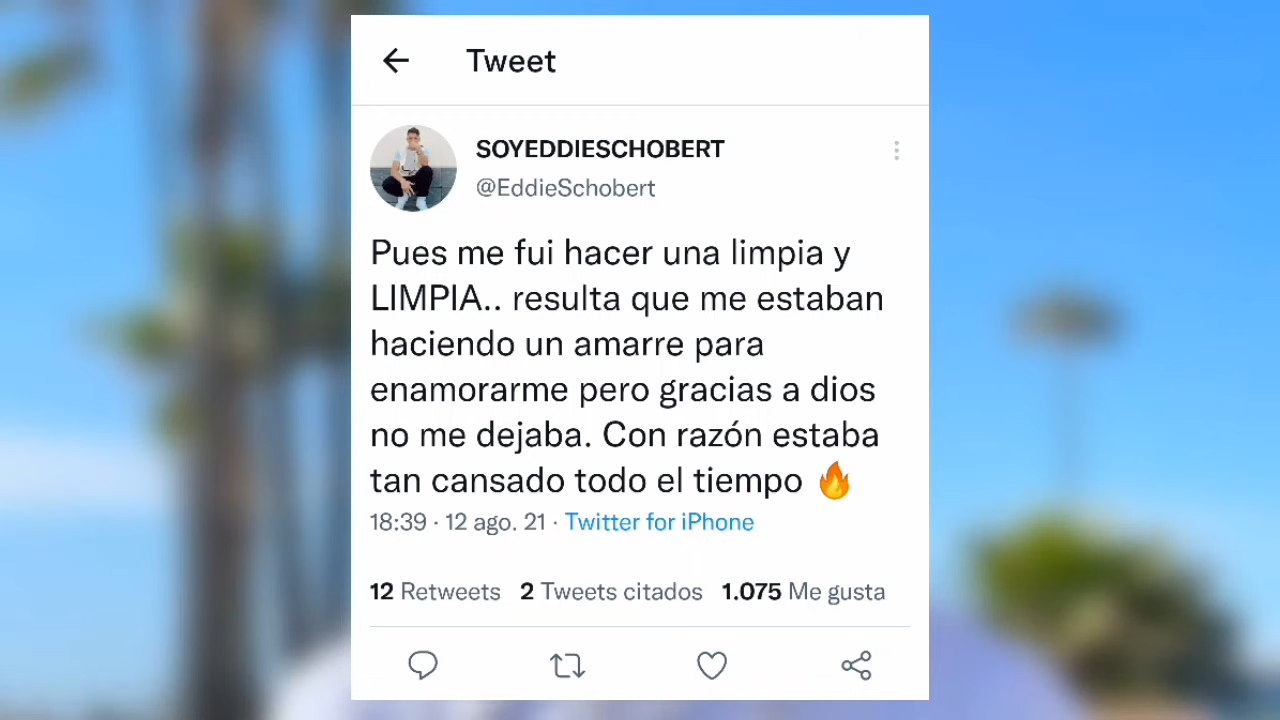 Tweet
SOYEDDIESCHOBERT
@EddieSchobert
Pues me fui hacer una limpia y
LIMPIA.. resulta que me estaban
haciendo un amarre para
enamorarme pero gracias a dios
no me dejaba. Con razón estaba
tan cansado todo el tiempo 🔥
18:39 · 12 ago. 21 · Twitter for iPhone
12 Retweets 2 Tweets citados 1.075 Me gusta